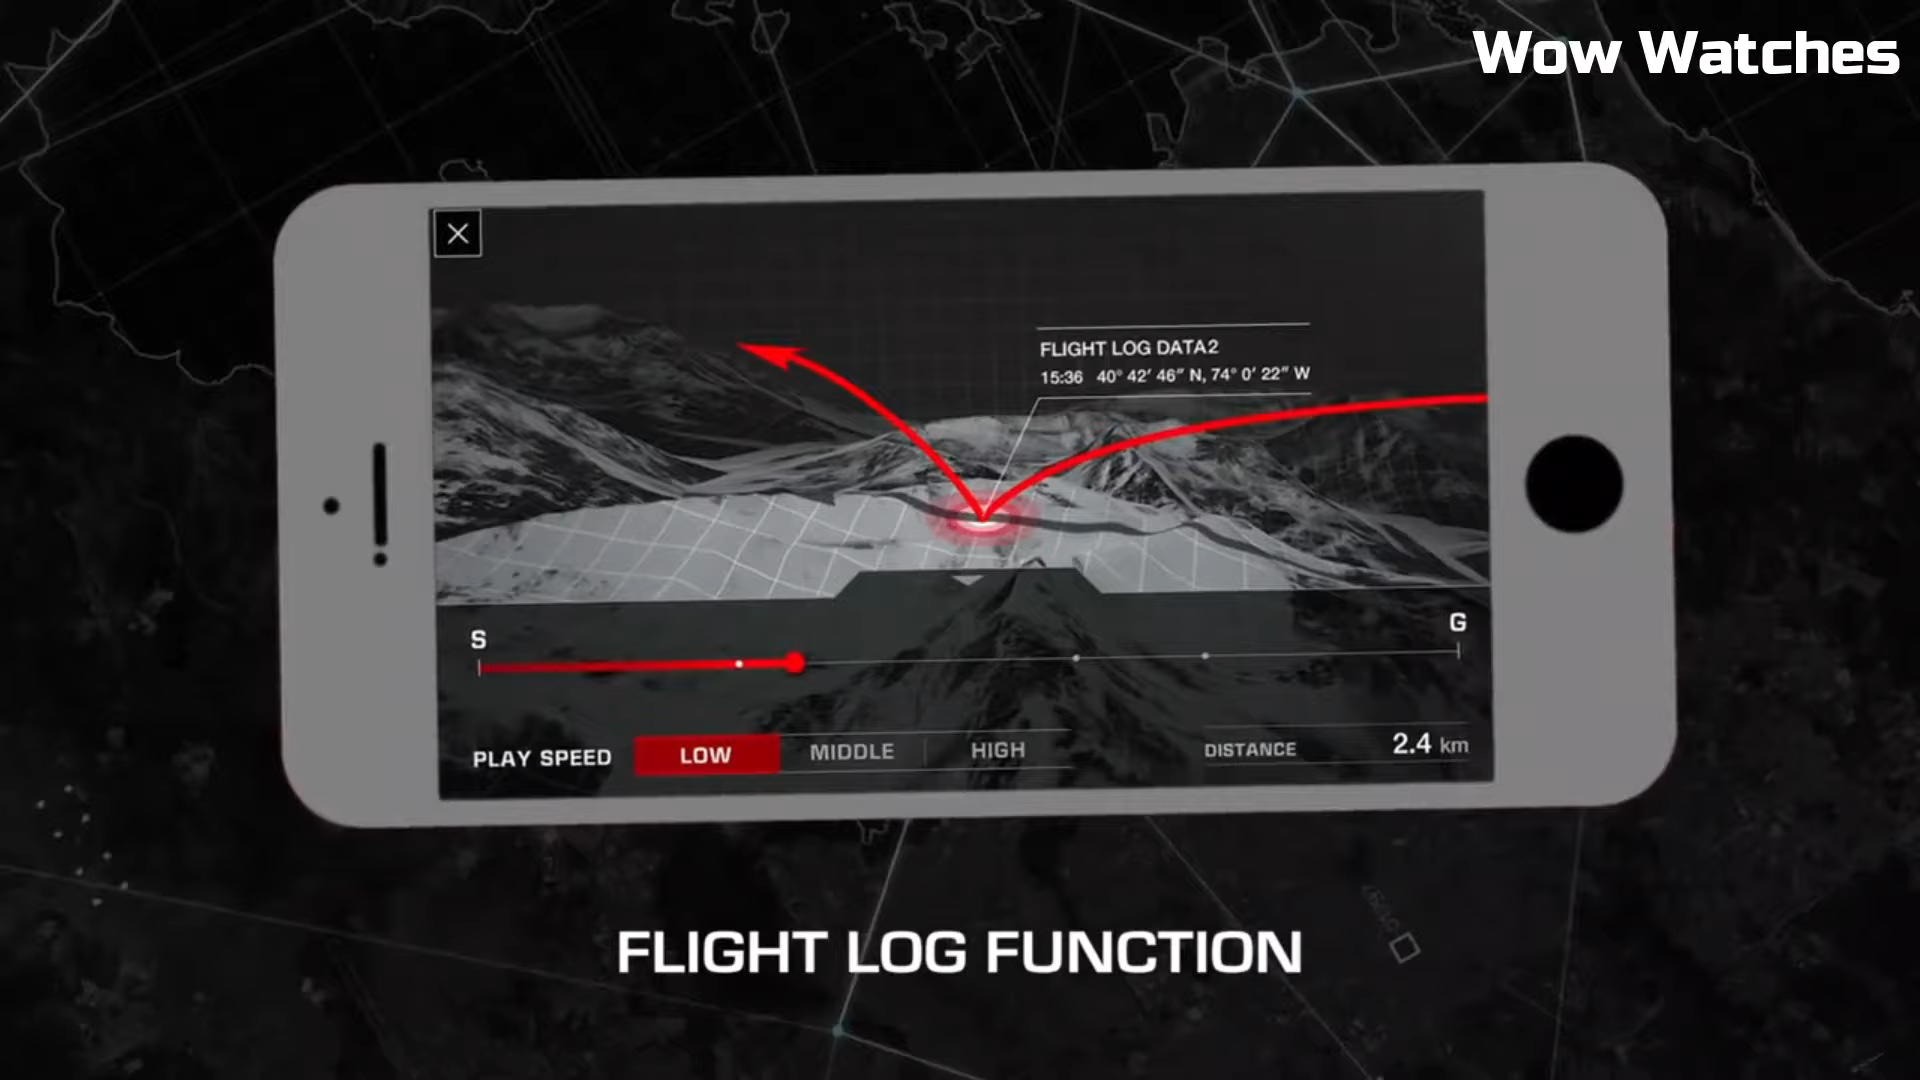 Wow Watches
FLIGHT LOG DATA2
15:36 40° 42′ 46″ N, 74° 0′ 22″ W
S
G
PLAY SPEED LOW MIDDLE HIGH DISTANCE 2.4 km
FLIGHT LOG FUNCTION